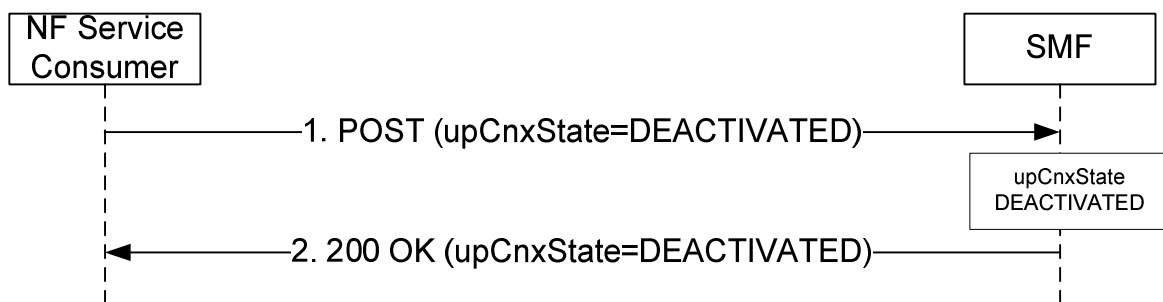 NF Service
Consumer
SMF
1. POST (upCnxState=DEACTIVATED)
upCnxState
DEACTIVATED
2. 200 OK (upCnxState=DEACTIVATED)